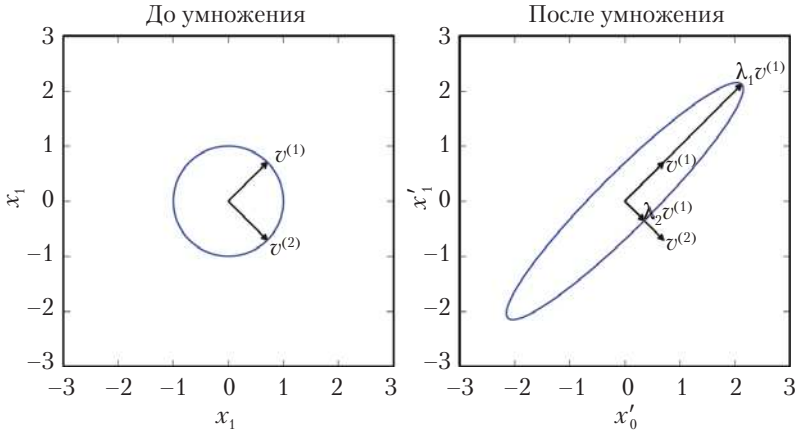 До умножения
3
2
1
0
−1
−2
−3
x₁
v⁽¹⁾
v⁽²⁾
−3 −2 −1 0 1 2 3
x₁
После умножения
3
2
1
0
−1
−2
−3
x′₁
λ₁v⁽¹⁾
v⁽¹⁾
λ₂v⁽¹⁾
v⁽²⁾
−3 −2 −1 0 1 2 3
x′₀